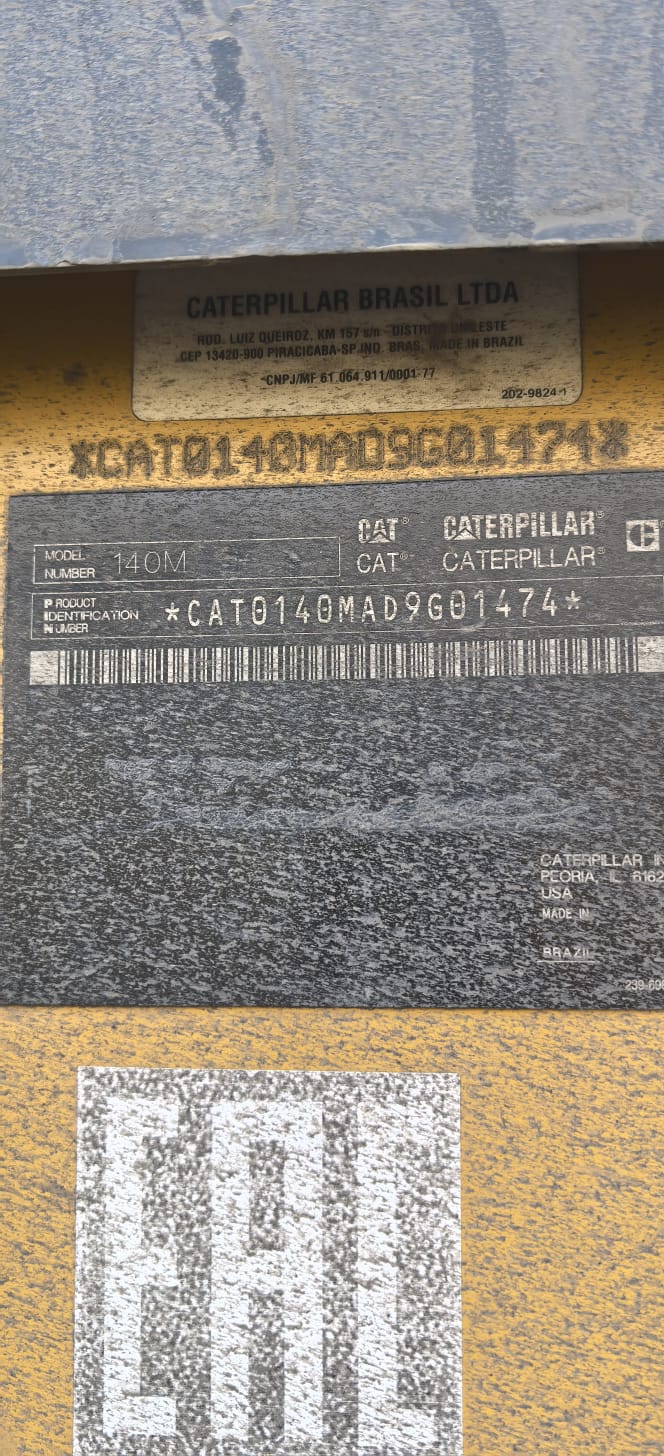 CATERPILLAR BRASIL LTDA
ROD. LUIZ QUEIROZ, KM 157 s/n - DISTRITO UNILESTE
CEP 13420-900 PIRACICABA-SP IND. BRAS. MADE IN BRAZIL
CNPJ/MF 61.064.911/0001-77
202-9824 1
*CAT0140MAD9G01474*
CAT® CATERPILLAR®
MODEL NUMBER 140M
CAT® CATERPILLAR®
PRODUCT IDENTIFICATION NUMBER *CAT0140MAD9G01474*
CATERPILLAR
PEORIA, IL 6162
USA
MADE IN
BRAZIL